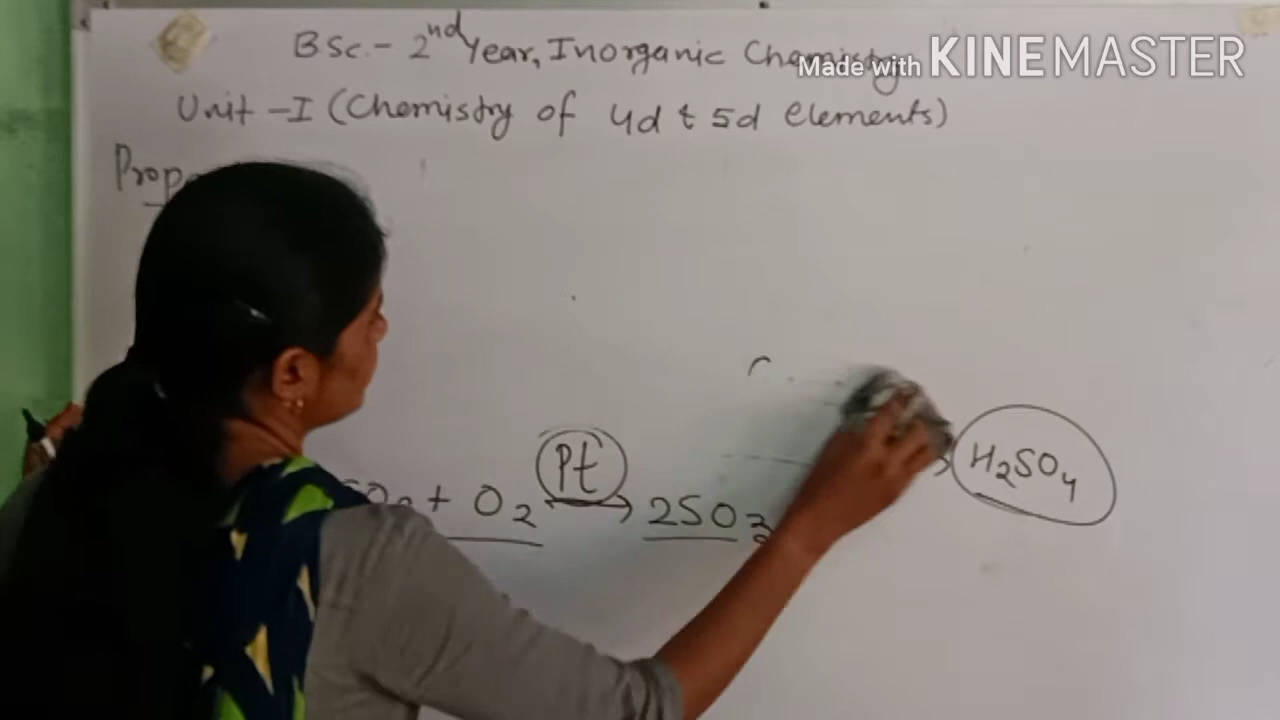 BSc.- 2nd Year, Inorganic Chemistry
Made with KINEMASTER
Unit -I (Chemistry of 4d & 5d elements)
Pt
+ O2 → 2SO3
H2SO4